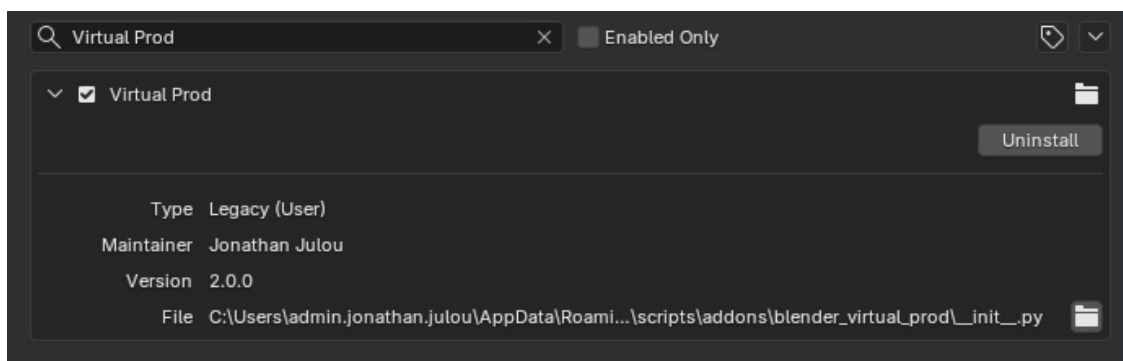 Virtual Prod Enabled Only
Virtual Prod
Uninstall
Type Legacy (User)
Maintainer Jonathan Julou
Version 2.0.0
File C:\Users\admin.jonathan.julou\AppData\Roami...\scripts\addons\blender_virtual_prod\__init__.py